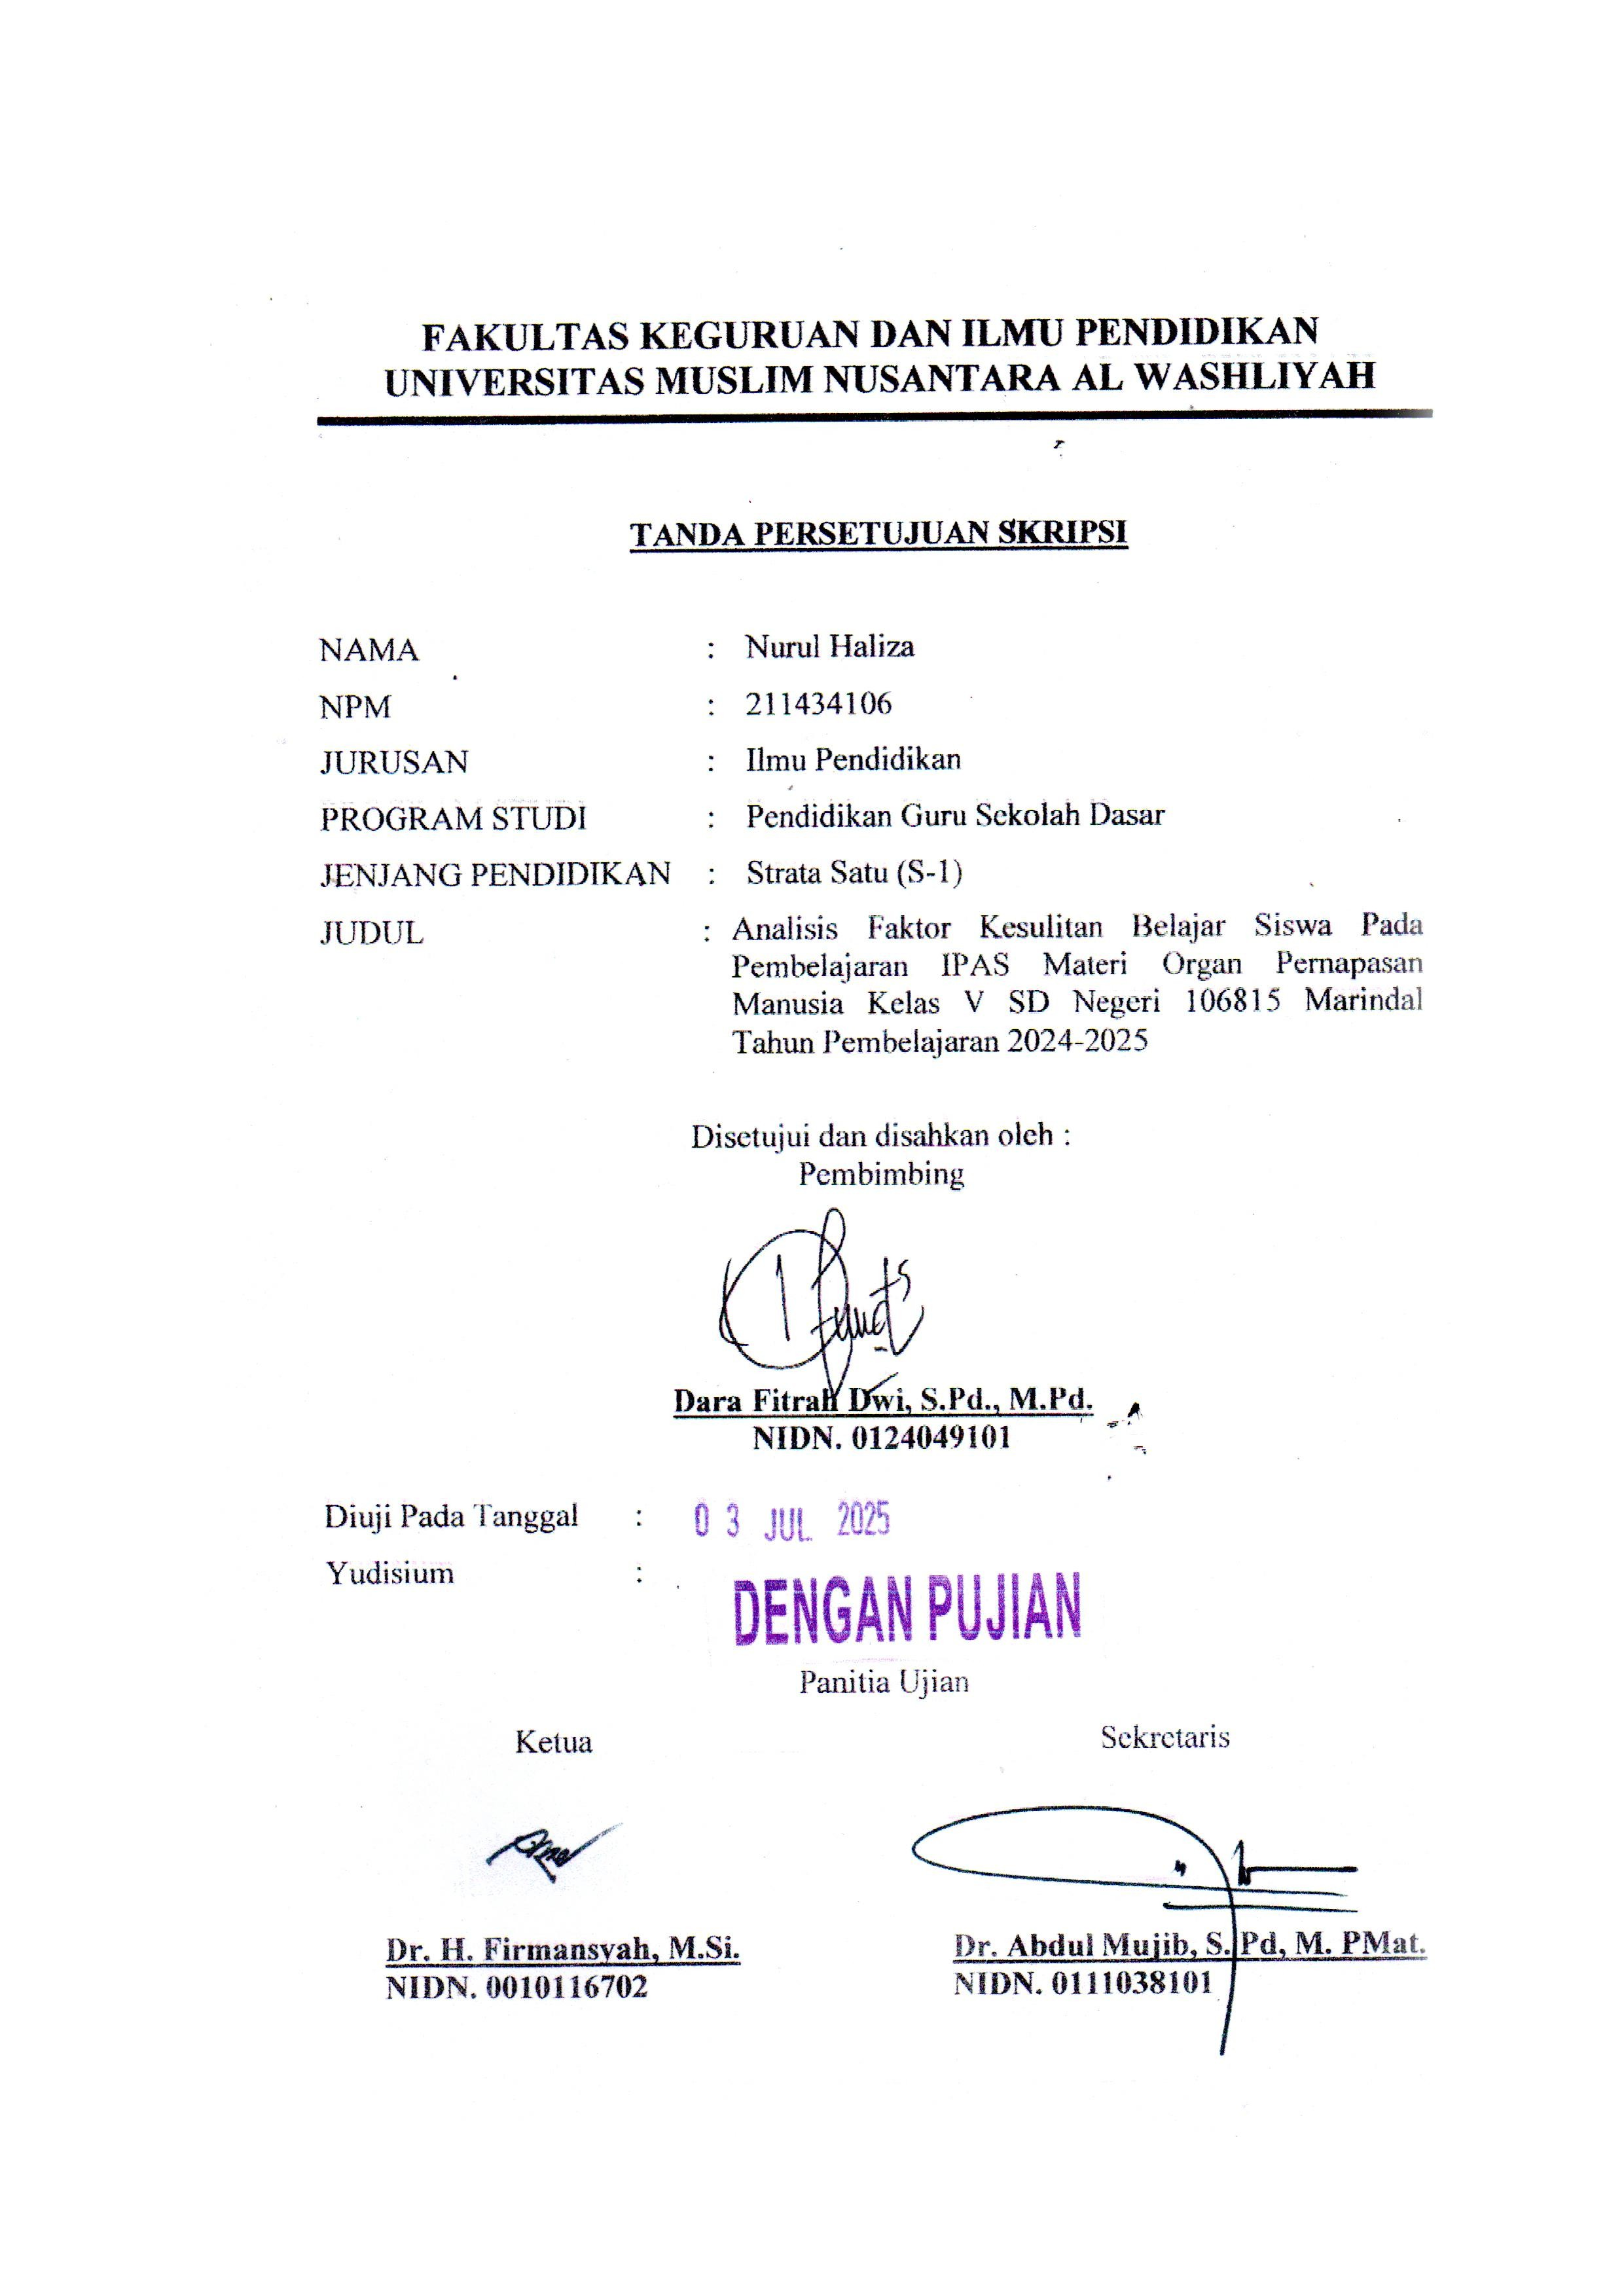 FAKULTAS KEGURUAN DAN ILMU PENDIDIKAN
UNIVERSITAS MUSLIM NUSANTARA AL WASHLIYAH
TANDA PERSETUJUAN SKRIPSI
NAMA : Nurul Haliza
NPM : 211434106
JURUSAN : Ilmu Pendidikan
PROGRAM STUDI : Pendidikan Guru Sekolah Dasar
JENJANG PENDIDIKAN : Strata Satu (S-1)
JUDUL : Analisis Faktor Kesulitan Belajar Siswa Pada
Pembelajaran IPAS Materi Organ Pernapasan
Manusia Kelas V SD Negeri 106815 Marindal
Tahun Pembelajaran 2024-2025
Disetujui dan disahkan oleh :
Pembimbing
Dara Fitrah Dwi, S.Pd., M.Pd.
NIDN. 0124049101
Diuji Pada Tanggal : 03 JUL 2025
Yudisium :
DENGAN PUJIAN
Panitia Ujian
Ketua Sekretaris
Dr. H. Firmansyah, M.Si. Dr. Abdul Mujib, S. Pd, M. PMat.
NIDN. 0010116702 NIDN. 0111038101